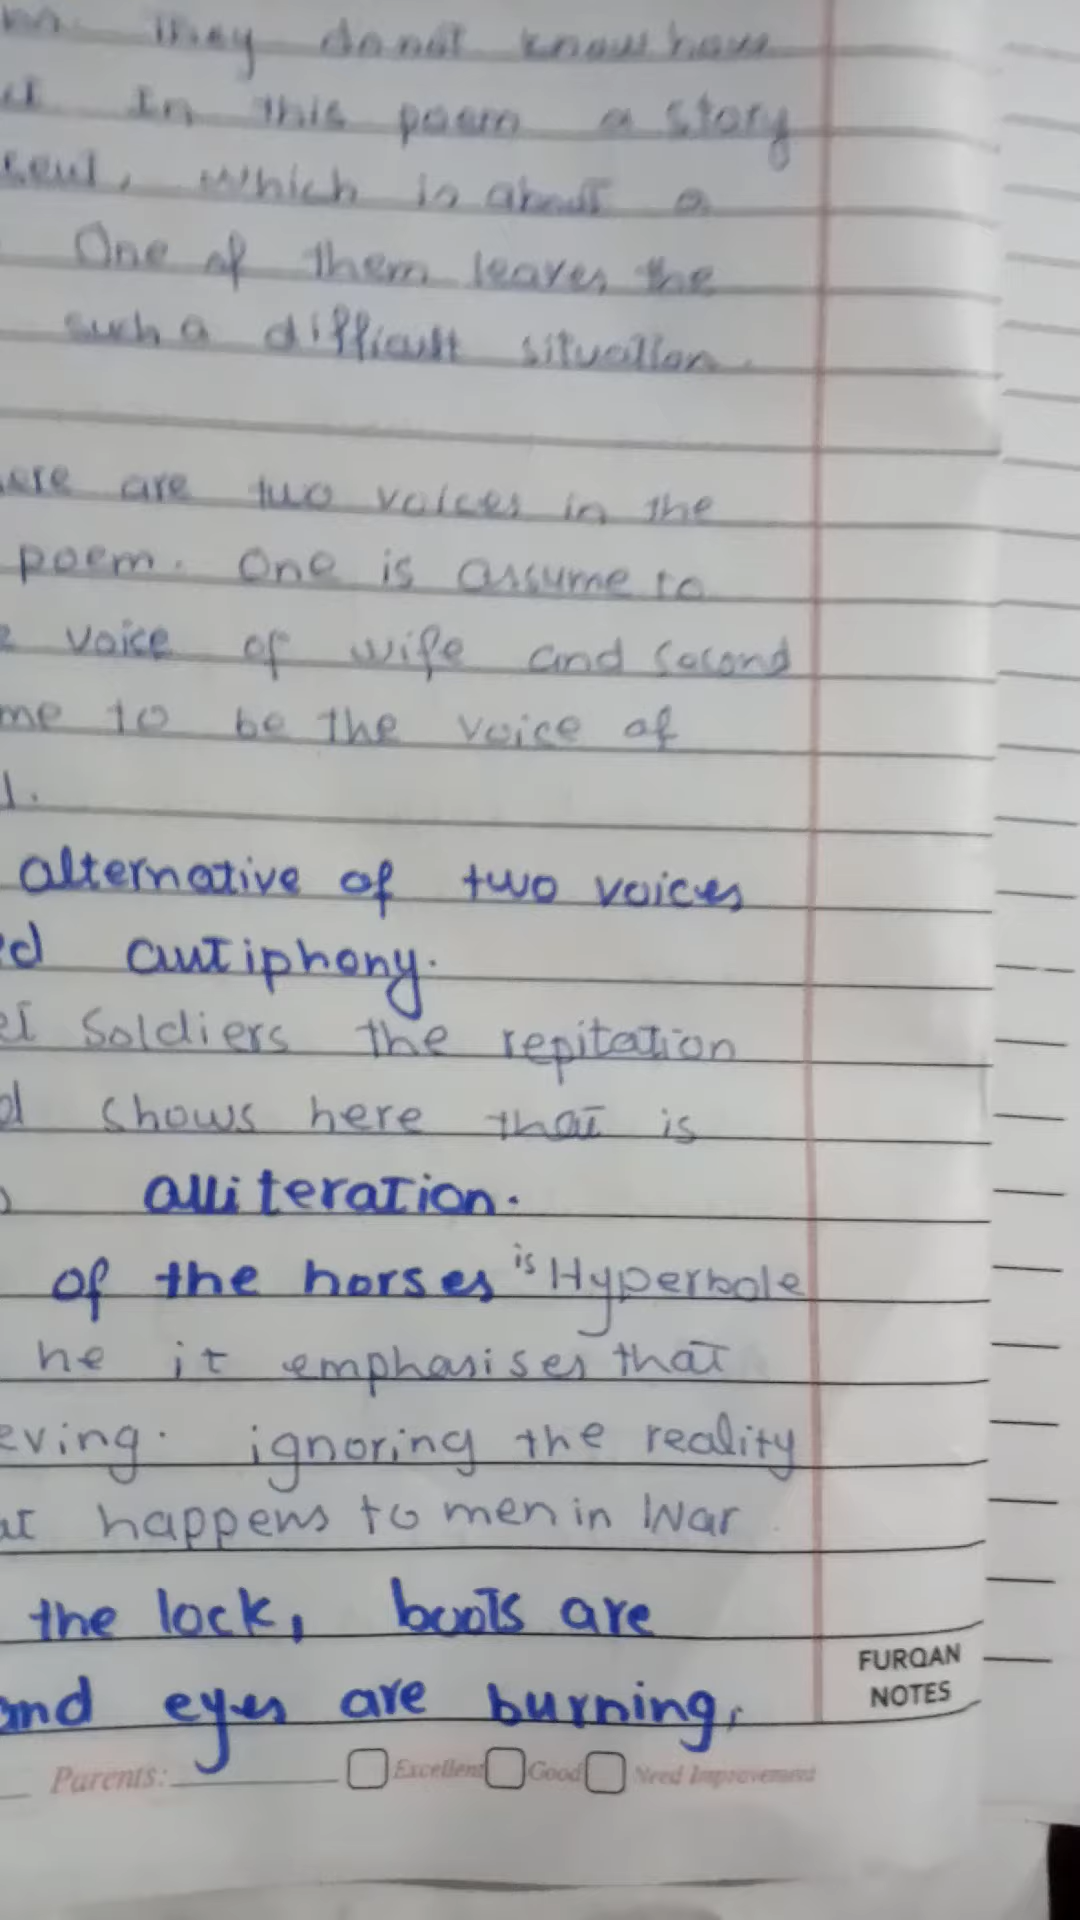 they donot know how
In this poem a story
which is about a
One of them leaves the
such a difficult situation.
are two voices in the
poem. One is assume to
voice of wife and second
me to be the voice of
alternative of two voices
autiphony.
Soldiers the repitation
shows here that is
alliteration.
of the horses is Hyperbole
he it emphasises that
eving. ignoring the reality
happens to men in War
the lock, boots are
and eyes are burning,
FURQAN
NOTES
Parents: Excellent Good Need Improvement